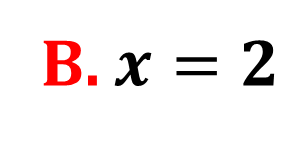 B. x = 2